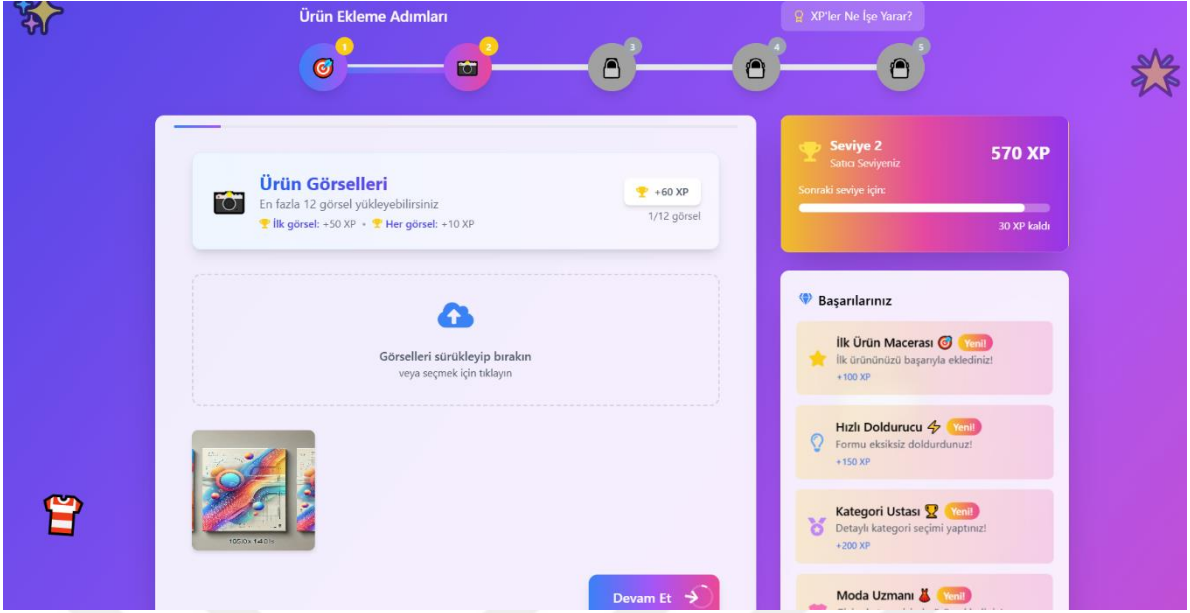 Ürün Ekleme Adımları
XP'ler Ne İşe Yarar?
1
2
3
4
5
Ürün Görselleri
En fazla 12 görsel yükleyebilirsiniz
İlk görsel: +50 XP • Her görsel: +10 XP
+60 XP
1/12 görsel
Görselleri sürükleyip bırakın
veya seçmek için tıklayın
Devam Et
Seviye 2
Satıcı Seviyeniz
570 XP
Sonraki seviye için:
30 XP kaldı
Başarılarınız
İlk Ürün Macerası Yeni!
İlk ürününüzü başarıyla eklediniz!
+100 XP
Hızlı Doldurucu Yeni!
Formu eksiksiz doldurdunuz!
+150 XP
Kategori Ustası Yeni!
Detaylı kategori seçimi yaptınız!
+200 XP
Moda Uzmanı Yeni!